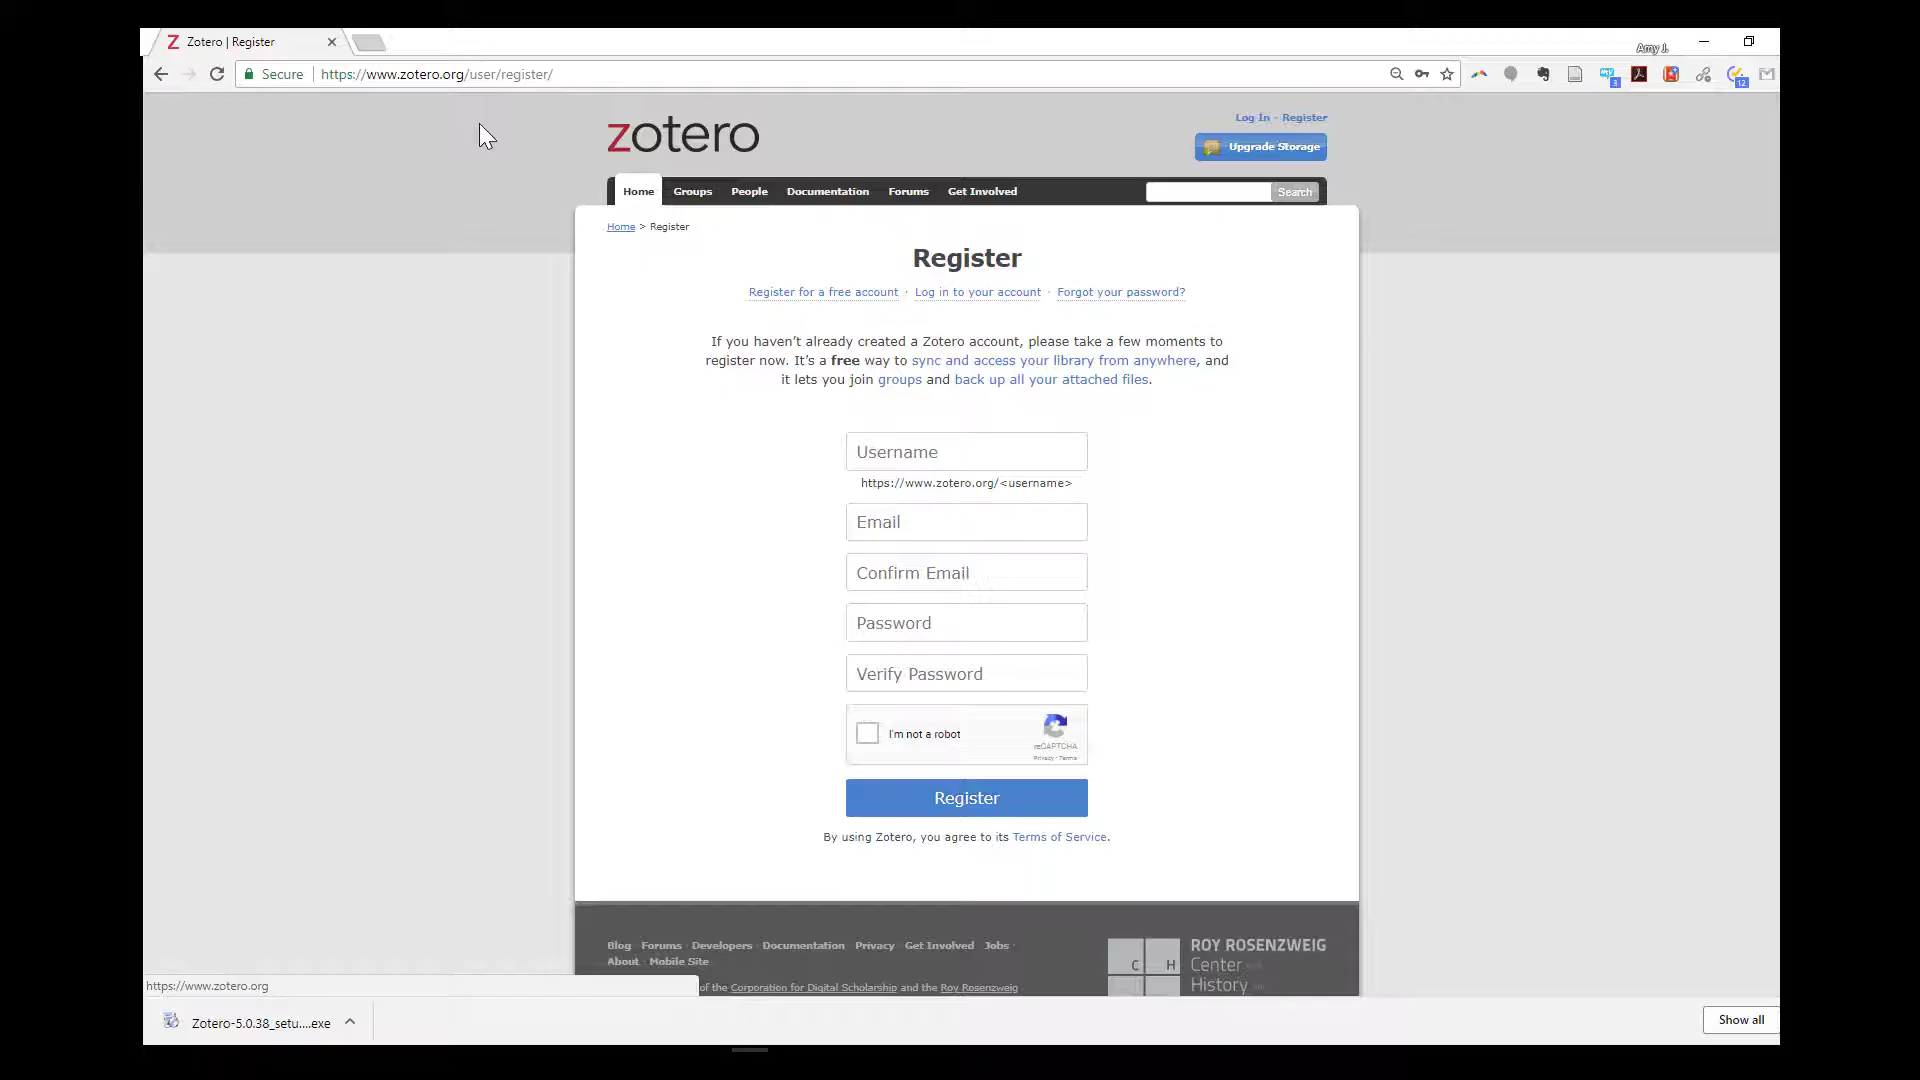 Zotero | Register
Amy J.
Secure https://www.zotero.org/user/register/
3
12
zotero
Log In - Register
Upgrade Storage
Home Groups People Documentation Forums Get Involved Search
Home > Register
Register
Register for a free account · Log in to your account · Forgot your password?
If you haven’t already created a Zotero account, please take a few moments to
register now. It’s a free way to sync and access your library from anywhere, and
it lets you join groups and back up all your attached files.
Username
https://www.zotero.org/<username>
Email
Confirm Email
Password
Verify Password
I'm not a robot
reCAPTCHA
Privacy - Terms
Register
By using Zotero, you agree to its Terms of Service.
Blog Forums Developers Documentation Privacy Get Involved Jobs
About Mobile Site
C H
ROY ROSENZWEIG
Center
History
https://www.zotero.org
of the Corporation for Digital Scholarship and the Roy Rosenzweig
Zotero-5.0.38_setu....exe
Show all